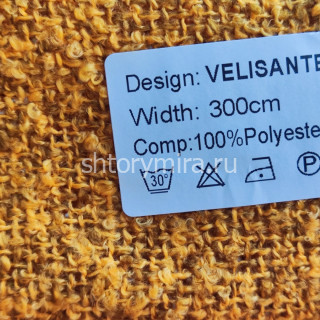 Design: VELISANTE
Width: 300cm
Comp:100%Polyeste
shtorymira.ru
30°
P